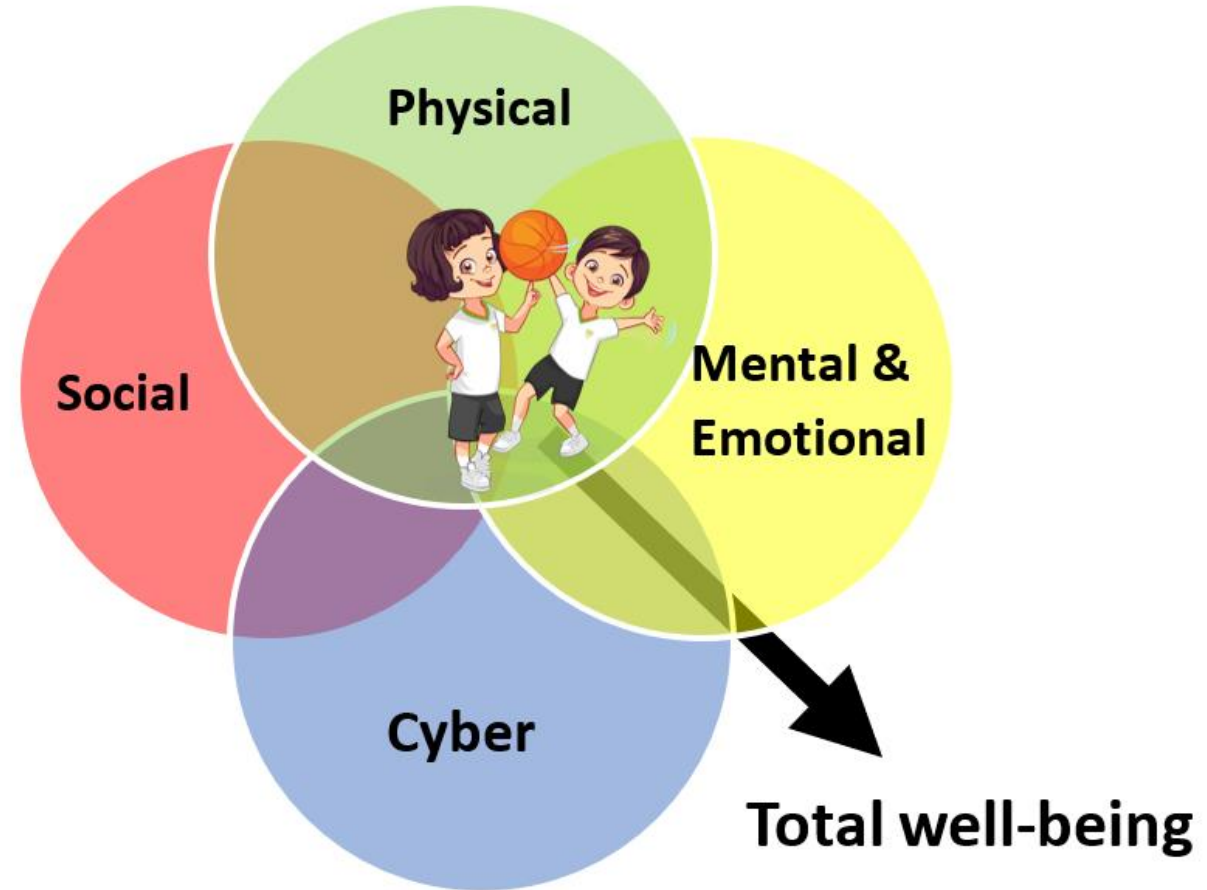 Physical
Social
Mental &
Emotional
Cyber
Total well-being